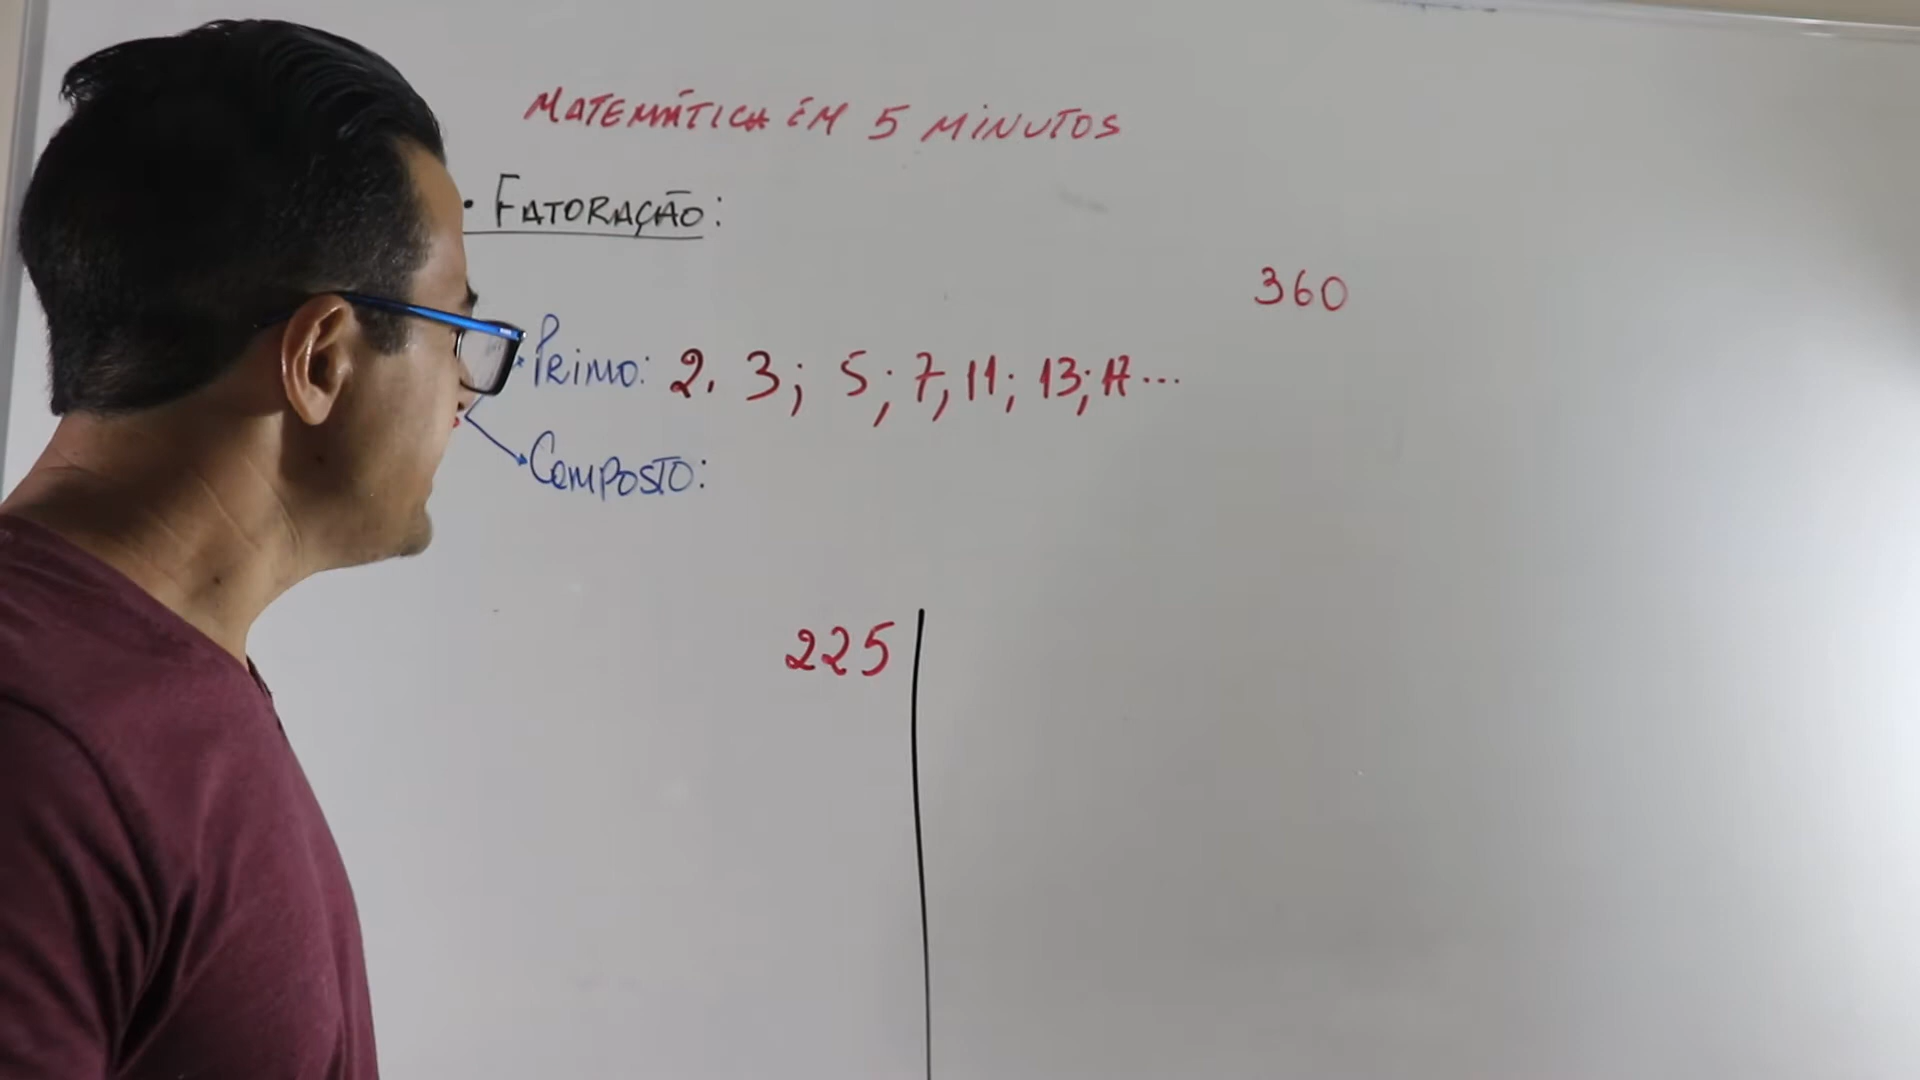 MATEMÁTICA EM 5 MINUTOS
• FATORAÇÃO:
360
PRIMO: 2. 3; 5; 7, 11; 13; 17...
COMPOSTO:
225